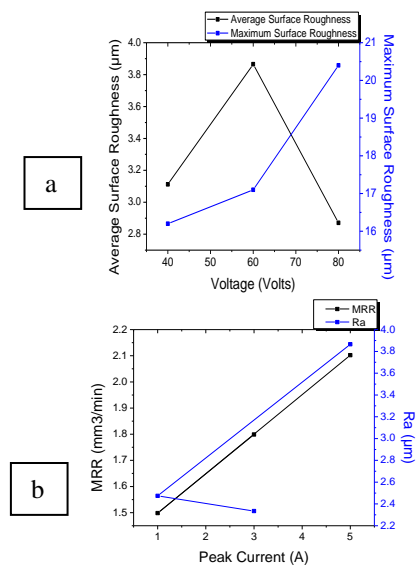 Average Surface Roughness
Maximum Surface Roughness
4.0
3.8
3.6
3.4
3.2
3.0
2.8
Average Surface Roughness (µm)
21
20
19
18
17
16
Maximum Surface Roughness
(µm)
40 50 60 70 80
Voltage (Volts)
a
MRR
Ra
2.2
2.1
2.0
1.9
1.8
1.7
1.6
1.5
MRR (mm3/min)
4.0
3.8
3.6
3.4
3.2
3.0
2.8
2.6
2.4
2.2
Ra (µm)
1 2 3 4 5
Peak Current (A)
b